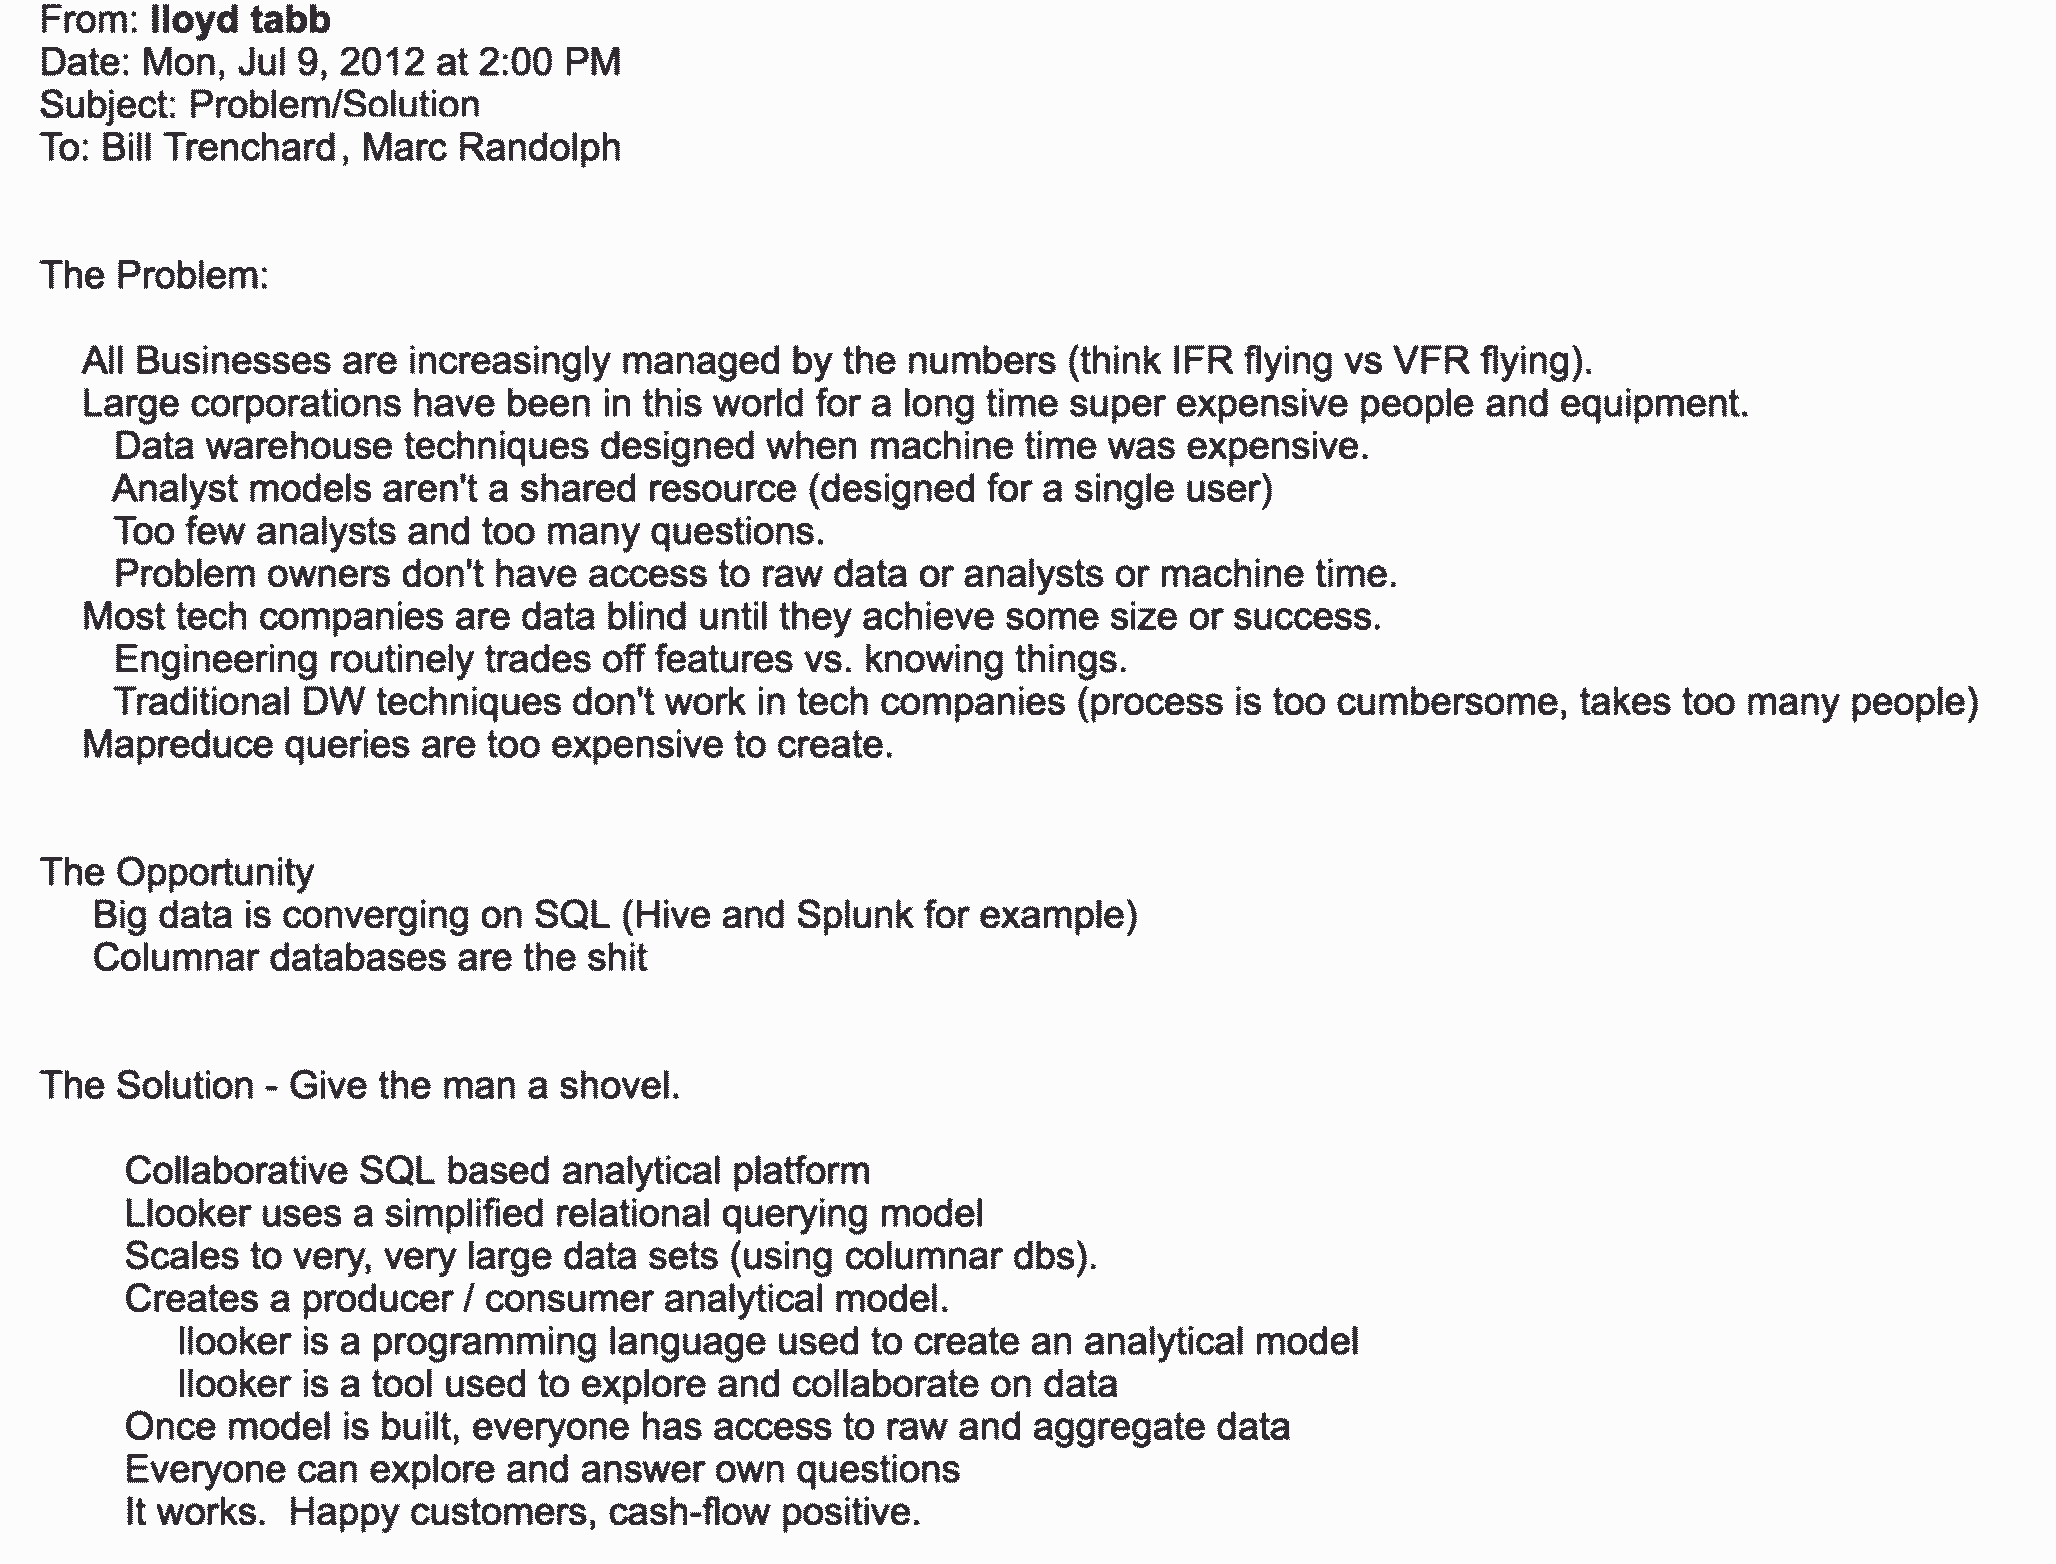 From: lloyd tabb
Date: Mon, Jul 9, 2012 at 2:00 PM
Subject: Problem/Solution
To: Bill Trenchard, Marc Randolph
The Problem:
All Businesses are increasingly managed by the numbers (think IFR flying vs VFR flying).
Large corporations have been in this world for a long time super expensive people and equipment.
Data warehouse techniques designed when machine time was expensive.
Analyst models aren't a shared resource (designed for a single user)
Too few analysts and too many questions.
Problem owners don't have access to raw data or analysts or machine time.
Most tech companies are data blind until they achieve some size or success.
Engineering routinely trades off features vs. knowing things.
Traditional DW techniques don't work in tech companies (process is too cumbersome, takes too many people)
Mapreduce queries are too expensive to create.
The Opportunity
Big data is converging on SQL (Hive and Splunk for example)
Columnar databases are the shit
The Solution - Give the man a shovel.
Collaborative SQL based analytical platform
Llooker uses a simplified relational querying model
Scales to very, very large data sets (using columnar dbs).
Creates a producer / consumer analytical model.
llooker is a programming language used to create an analytical model
llooker is a tool used to explore and collaborate on data
Once model is built, everyone has access to raw and aggregate data
Everyone can explore and answer own questions
It works.  Happy customers, cash-flow positive.